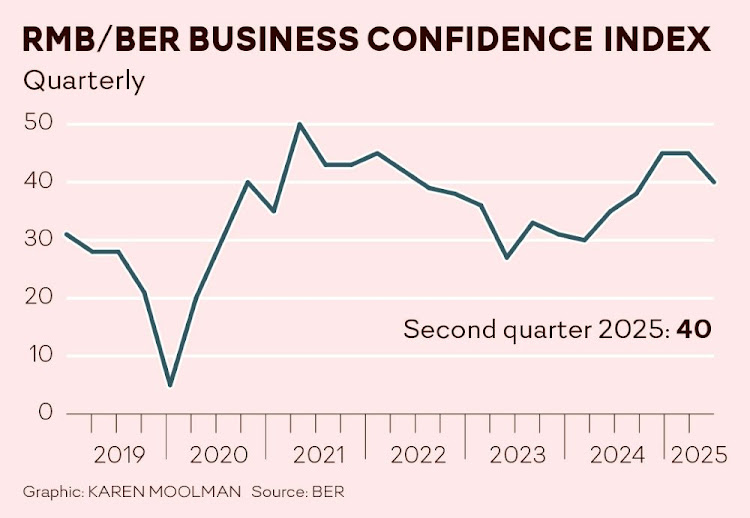 RMB/BER BUSINESS CONFIDENCE INDEX
Quarterly
50
40
30
20
10
0
Second quarter 2025: 40
2019 2020 2021 2022 2023 2024 2025
Graphic: KAREN MOOLMAN Source: BER